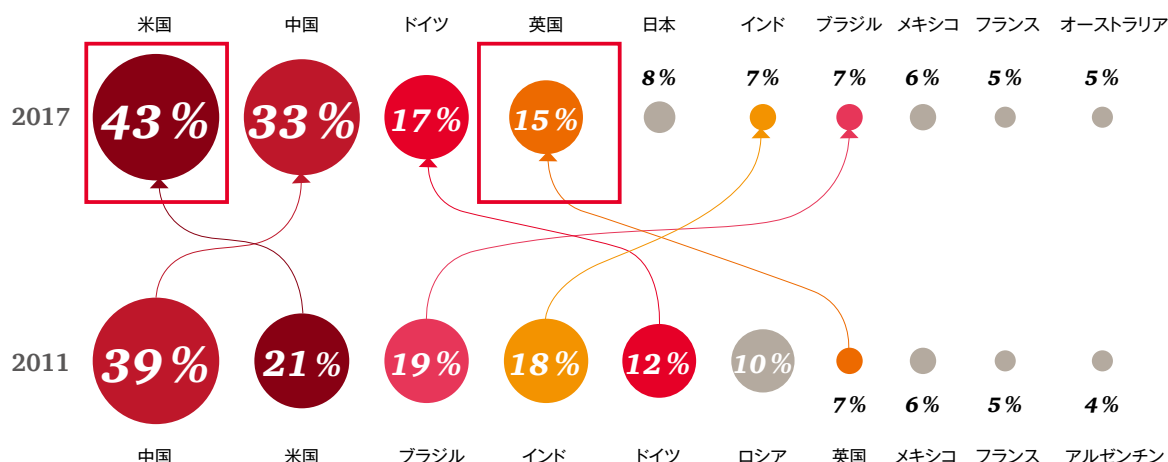 米国 中国 ドイツ 英国 日本 インド ブラジル メキシコ フランス オーストラリア
8% 7% 7% 6% 5% 5%
2017 43% 33% 17% 15%
2011 39% 21% 19% 18% 12% 10%
7% 6% 5% 4%
中国 米国 ブラジル インド ドイツ ロシア 英国 メキシコ フランス アルゼンチン